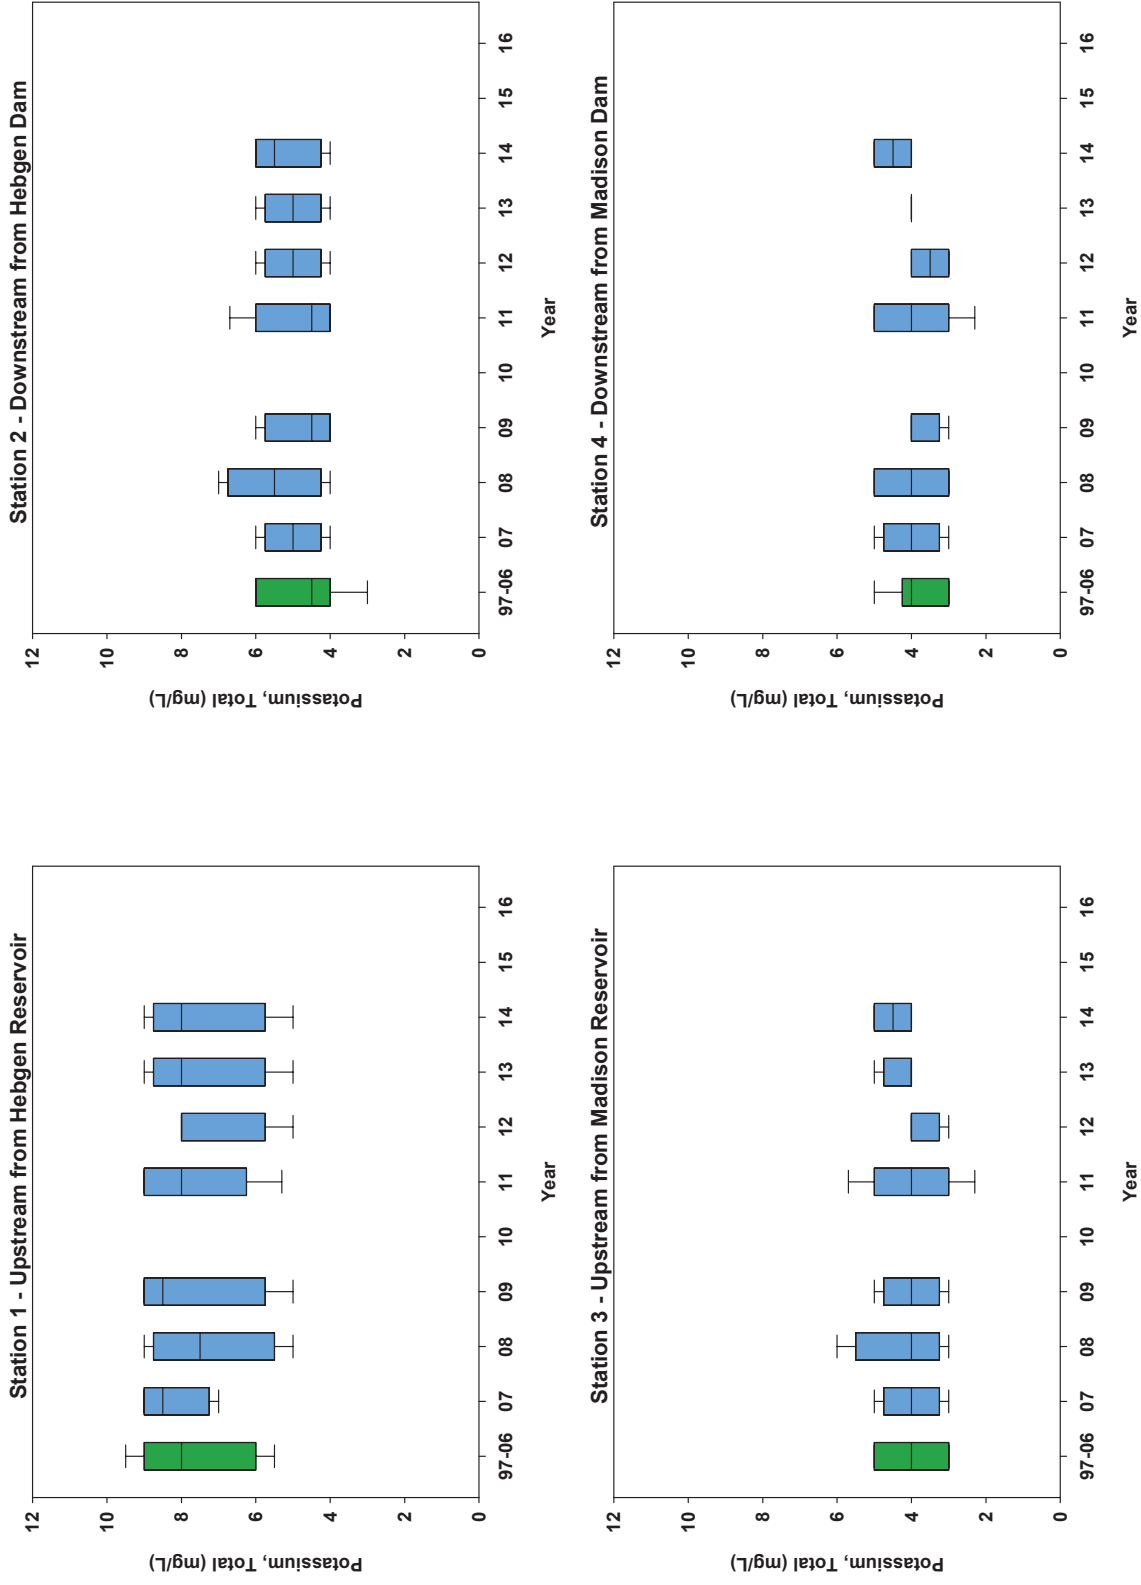 Station 1 - Upstream from Hebgen Reservoir
12
10
8
6
4
2
0
Potassium, Total (mg/L)
97-06 07 08 09 10 11 12 13 14 15 16
Year
Station 2 - Downstream from Hebgen Dam
12
10
8
6
4
2
0
Potassium, Total (mg/L)
97-06 07 08 09 10 11 12 13 14 15 16
Year
Station 3 - Upstream from Madison Reservoir
12
10
8
6
4
2
0
Potassium, Total (mg/L)
97-06 07 08 09 10 11 12 13 14 15 16
Year
Station 4 - Downstream from Madison Dam
12
10
8
6
4
2
0
Potassium, Total (mg/L)
97-06 07 08 09 10 11 12 13 14 15 16
Year